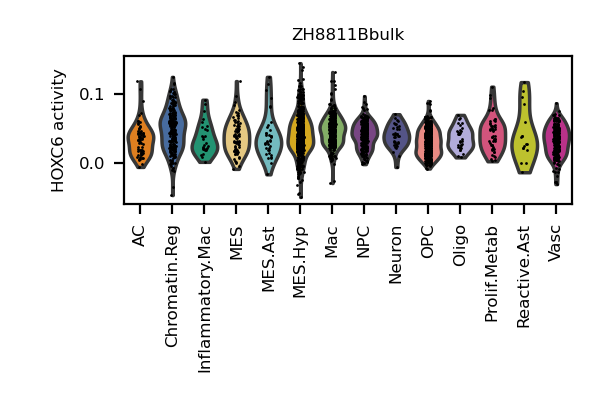 ZH8811Bbulk
HOXC6 activity
0.1
0.0
AC
Chromatin.Reg
Inflammatory.Mac
MES
MES.Ast
MES.Hyp
Mac
NPC
Neuron
OPC
Oligo
Prolif.Metab
Reactive.Ast
Vasc